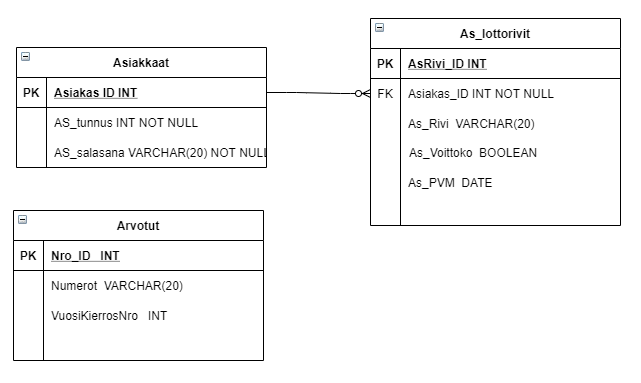 Asiakkaat
PK Asiakas ID INT
AS_tunnus INT NOT NULL
AS_salasana VARCHAR(20) NOT NULL
As_lottorivit
PK AsRivi_ID INT
FK Asiakas_ID INT NOT NULL
As_Rivi VARCHAR(20)
As_Voittoko BOOLEAN
As_PVM DATE
Arvotut
PK Nro_ID INT
Numerot VARCHAR(20)
VuosiKierrosNro INT